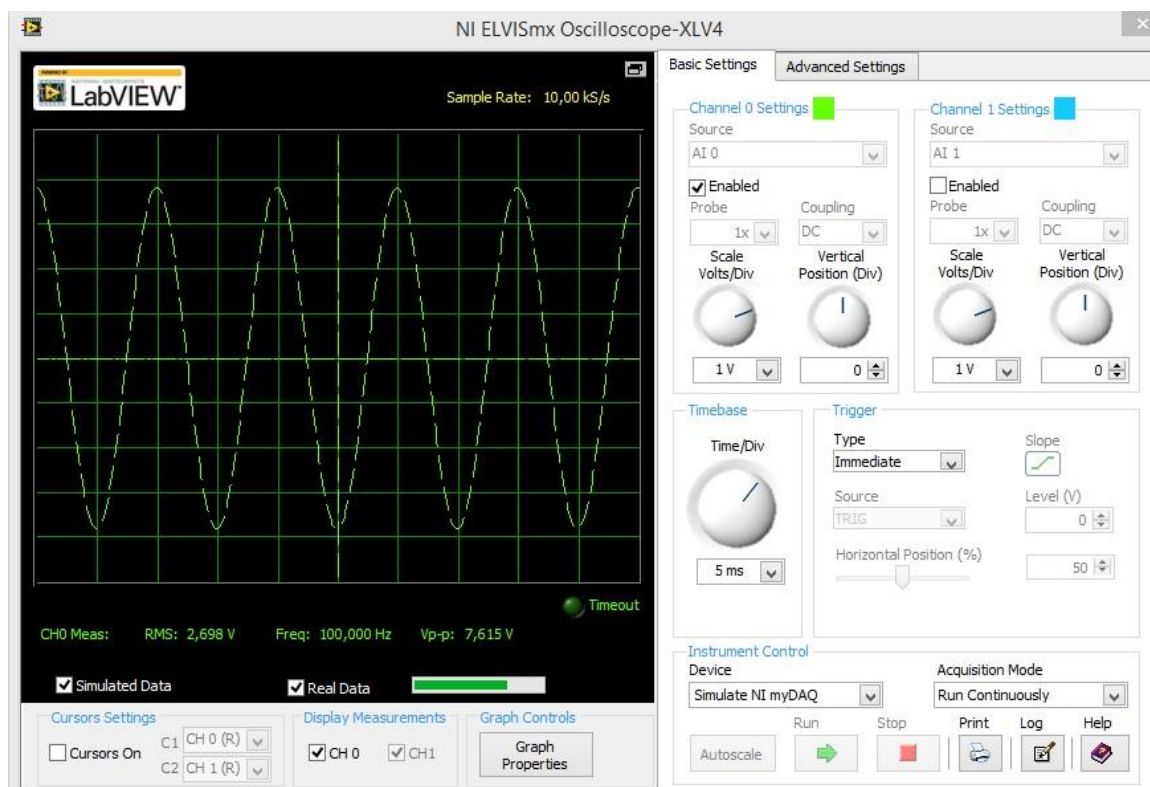 NI ELVISmx Oscilloscope-XLV4
LabVIEW
Sample Rate: 10,00 kS/s
CH0 Meas: RMS: 2,698 V Freq: 100,000 Hz Vp-p: 7,615 V
Timeout
Simulated Data
Real Data
Cursors Settings
Cursors On
C1 CH 0 (R)
C2 CH 1 (R)
Display Measurements
CH 0
CH1
Graph Controls
Graph
Properties
Basic Settings
Advanced Settings
Channel 0 Settings
Source
AI 0
Enabled
Probe
Coupling
1x
DC
Scale
Volts/Div
Vertical
Position (Div)
1 V
0
Channel 1 Settings
Source
AI 1
Enabled
Probe
Coupling
1x
DC
Scale
Volts/Div
Vertical
Position (Div)
1 V
0
Timebase
Time/Div
5 ms
Trigger
Type
Immediate
Slope
Source
TRIG
Level (V)
0
Horizontal Position (%)
50
Instrument Control
Device
Simulate NI myDAQ
Acquisition Mode
Run Continuously
Run
Stop
Print
Log
Help
Autoscale